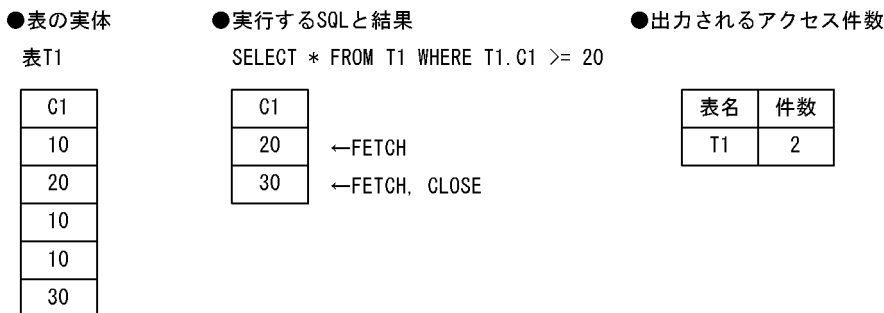 ●表の実体
表T1
C1
10
20
10
10
30
●実行するSQLと結果
SELECT * FROM T1 WHERE T1.C1 >= 20
C1
20 ←FETCH
30 ←FETCH, CLOSE
●出力されるアクセス件数
表名 件数
T1 2